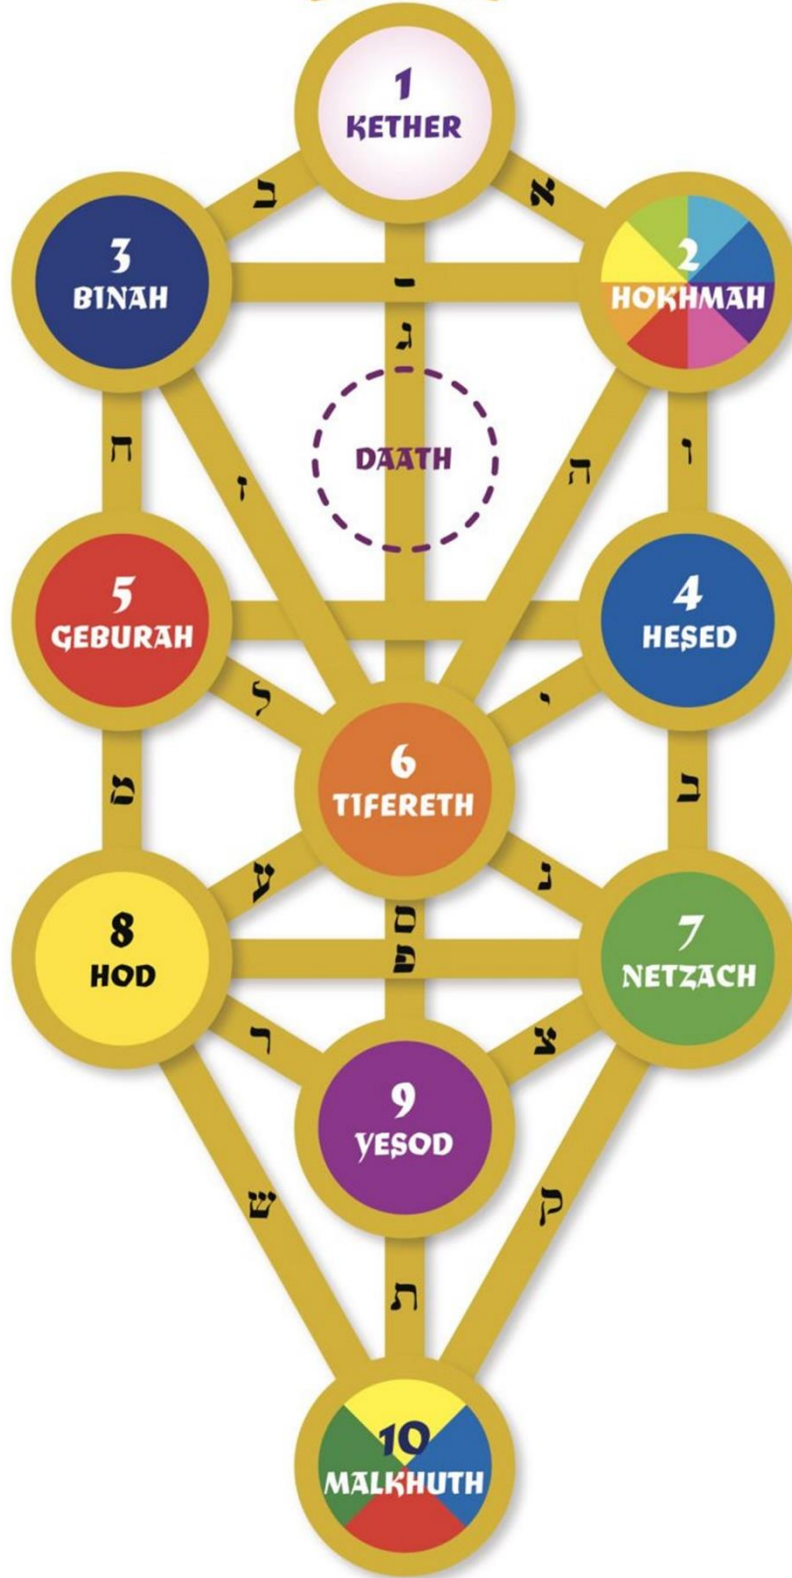 1
KETHER
ב
א
3
BINAH
2
HOKHMAH
ג
DAATH
ח
ז
ה
ו
5
GEBURAH
4
HESED
ל
י
6
TIFERETH
מ
ב
ע
נ
8
HOD
ס
פ
7
NETZACH
ר
צ
9
YESOD
ש
ק
ת
10
MALKHUTH